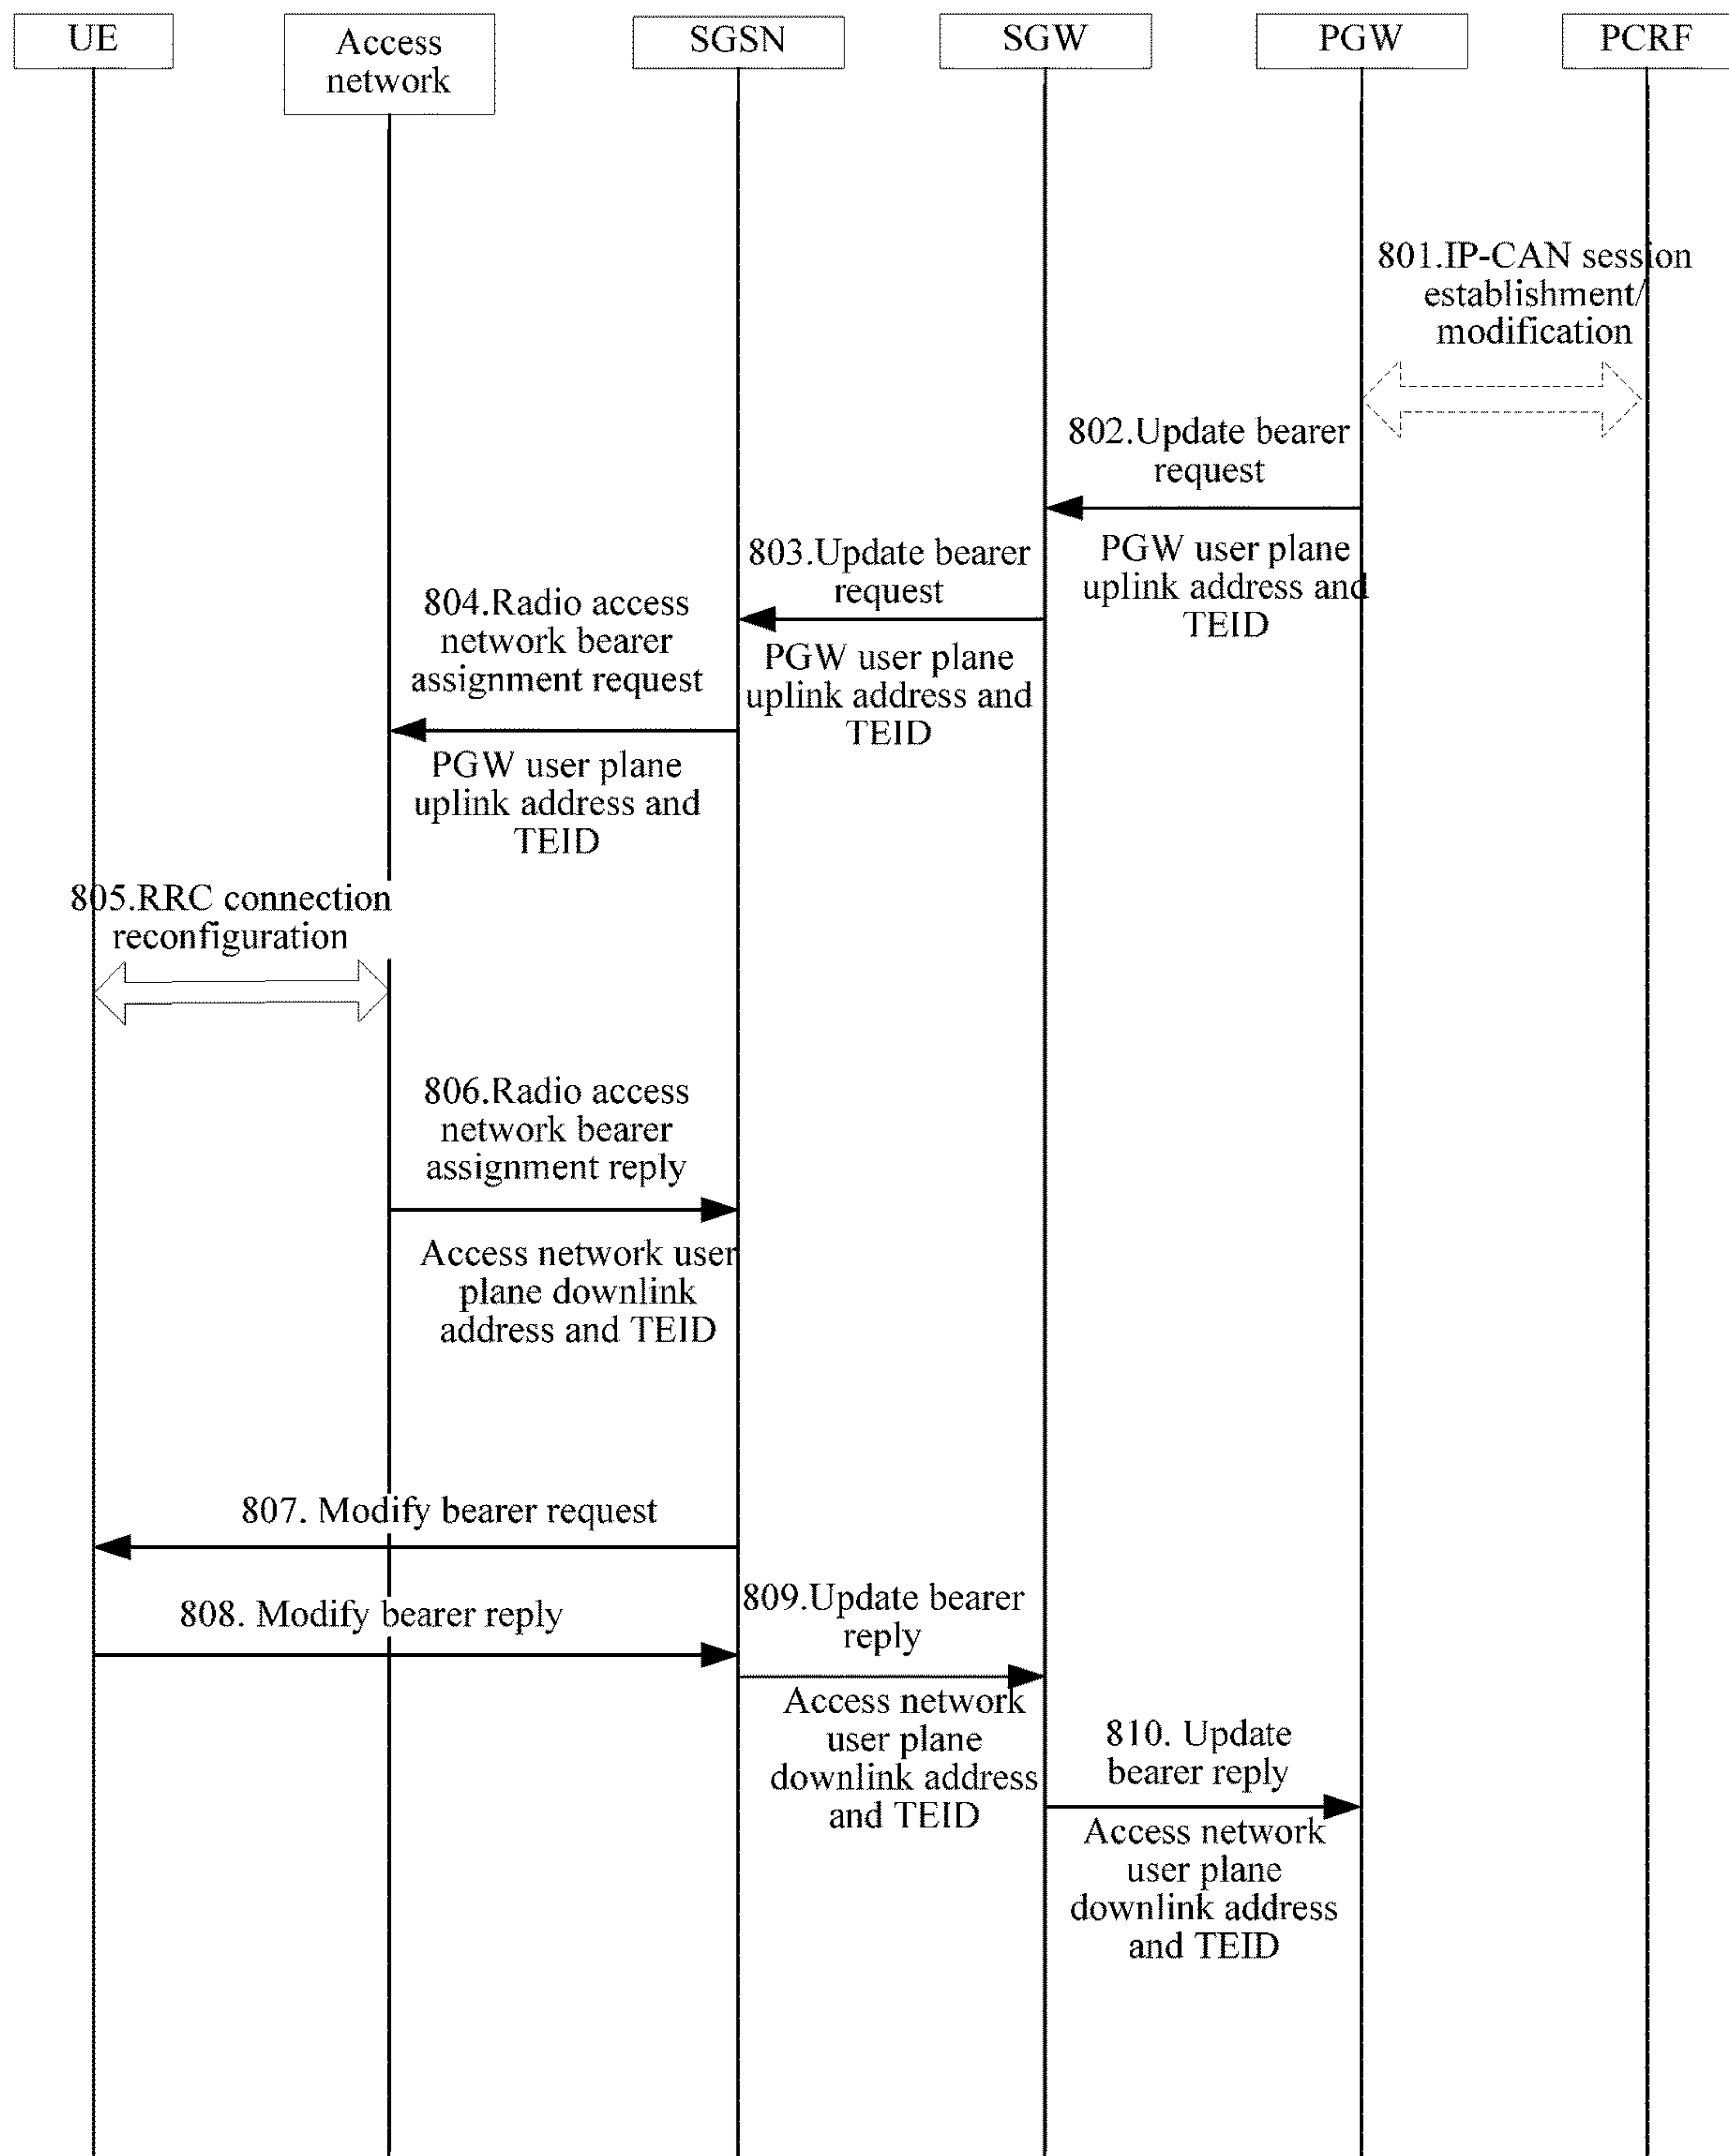 UE
Access
network
SGSN
SGW
PGW
PCRF
801.IP-CAN session
establishment/
modification
802.Update bearer
request
PGW user plane
uplink address and
TEID
803.Update bearer
request
PGW user plane
uplink address and
TEID
804.Radio access
network bearer
assignment request
PGW user plane
uplink address and
TEID
805.RRC connection
reconfiguration
806.Radio access
network bearer
assignment reply
Access network user
plane downlink
address and TEID
807. Modify bearer request
808. Modify bearer reply
809.Update bearer
reply
Access network
user plane
downlink address
and TEID
810. Update
bearer reply
Access network
user plane
downlink address
and TEID